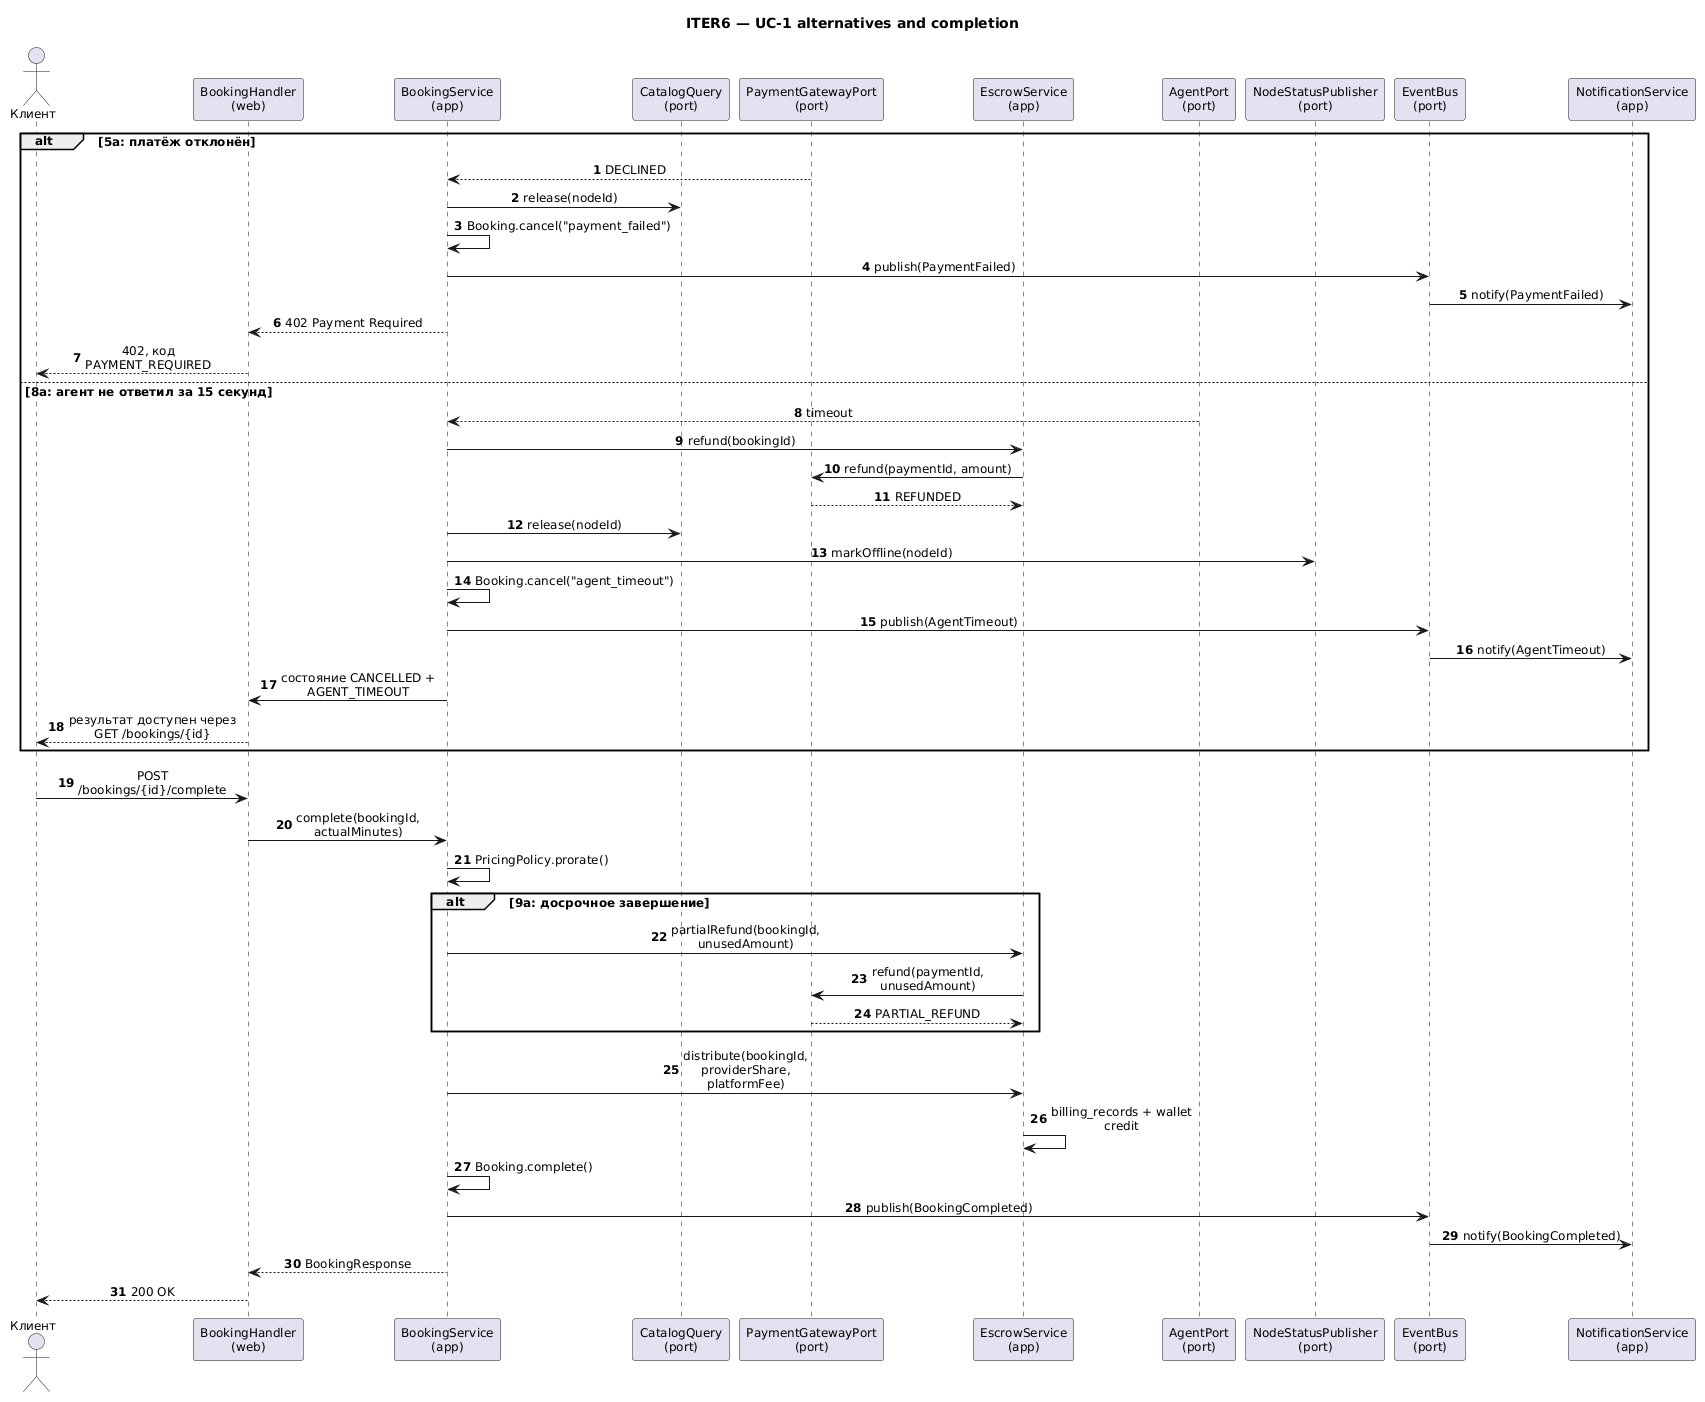 ITER6 — UC-1 alternatives and completion
Клиент
BookingHandler
(web)
BookingService
(app)
CatalogQuery
(port)
PaymentGatewayPort
(port)
EscrowService
(app)
AgentPort
(port)
NodeStatusPublisher
(port)
EventBus
(port)
NotificationService
(app)
alt [5a: платёж отклонён]
1 DECLINED
2 release(nodeId)
3 Booking.cancel("payment_failed")
4 publish(PaymentFailed)
5 notify(PaymentFailed)
6 402 Payment Required
7 402, код
PAYMENT_REQUIRED
[8a: агент не ответил за 15 секунд]
8 timeout
9 refund(bookingId)
10 refund(paymentId, amount)
11 REFUNDED
12 release(nodeId)
13 markOffline(nodeId)
14 Booking.cancel("agent_timeout")
15 publish(AgentTimeout)
16 notify(AgentTimeout)
17 состояние CANCELLED +
AGENT_TIMEOUT
18 результат доступен через
GET /bookings/{id}
19 POST
/bookings/{id}/complete
20 complete(bookingId,
actualMinutes)
21 PricingPolicy.prorate()
alt [9a: досрочное завершение]
22 partialRefund(bookingId,
unusedAmount)
23 refund(paymentId,
unusedAmount)
24 PARTIAL_REFUND
25 distribute(bookingId,
providerShare,
platformFee)
26 billing_records + wallet
credit
27 Booking.complete()
28 publish(BookingCompleted)
29 notify(BookingCompleted)
30 BookingResponse
31 200 OK
Клиент
BookingHandler
(web)
BookingService
(app)
CatalogQuery
(port)
PaymentGatewayPort
(port)
EscrowService
(app)
AgentPort
(port)
NodeStatusPublisher
(port)
EventBus
(port)
NotificationService
(app)